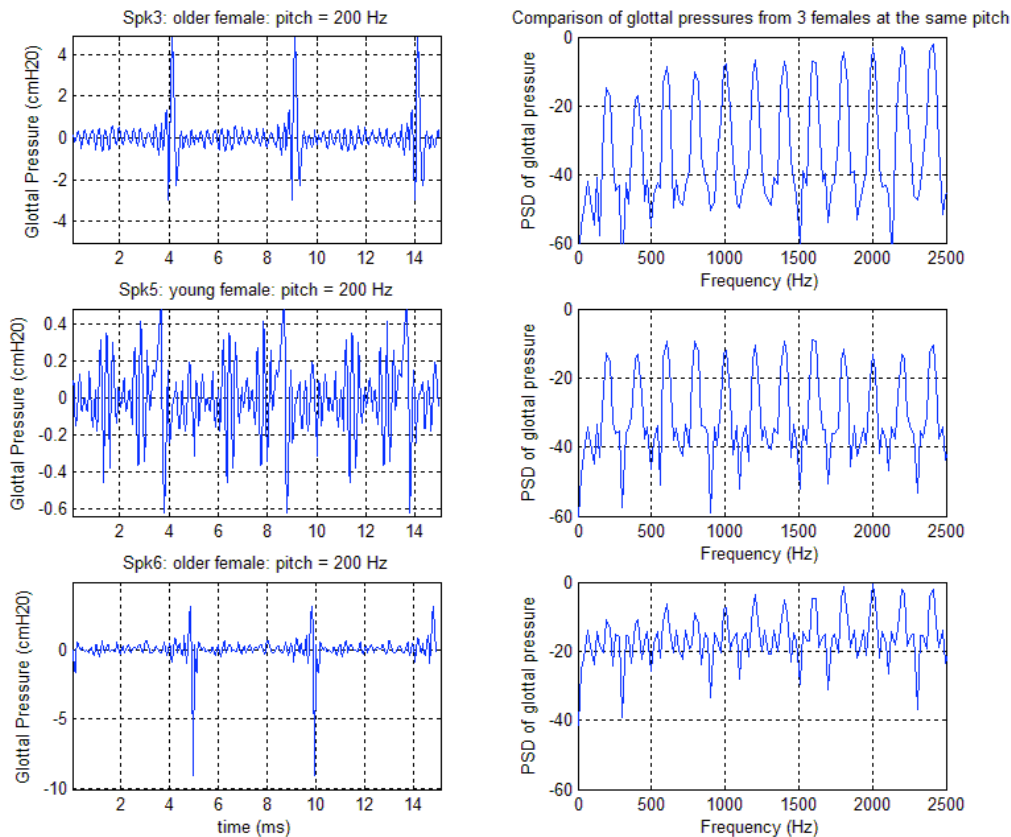 Spk3: older female: pitch = 200 Hz
Glottal Pressure (cmH20)
4
2
0
-2
-4
2 4 6 8 10 12 14
Comparison of glottal pressures from 3 females at the same pitch
PSD of glottal pressure
0
-20
-40
-60
0 500 1000 1500 2000 2500
Frequency (Hz)
Spk5: young female: pitch = 200 Hz
Glottal Pressure (cmH20)
0.4
0.2
0
-0.2
-0.4
-0.6
2 4 6 8 10 12 14
PSD of glottal pressure
0
-20
-40
-60
0 500 1000 1500 2000 2500
Frequency (Hz)
Spk6: older female: pitch = 200 Hz
Glottal Pressure (cmH20)
0
-5
-10
2 4 6 8 10 12 14
time (ms)
PSD of glottal pressure
0
-20
-40
-60
0 500 1000 1500 2000 2500
Frequency (Hz)